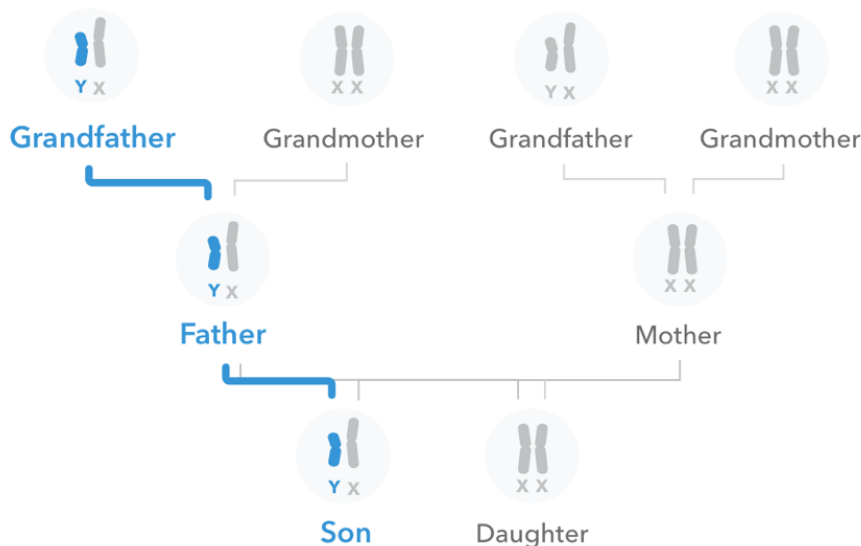 Y X
X X
Y X
X X
Grandfather
Grandmother
Grandfather
Grandmother
Y X
X X
Father
Mother
Y X
X X
Son
Daughter